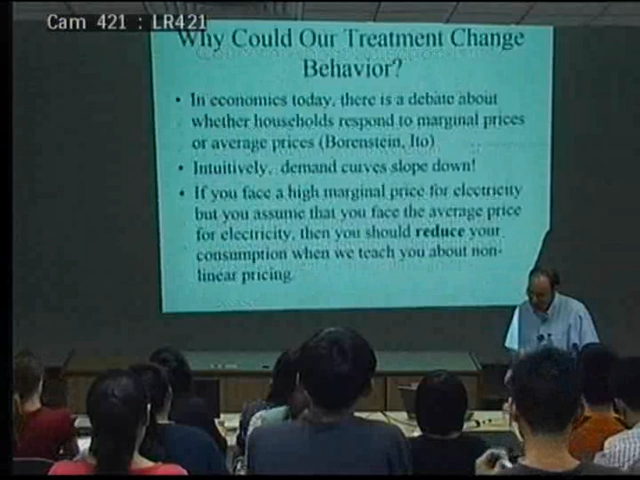 Cam 421 : LR421
Why Could Our Treatment Change
Behavior?
• In economics today, there is a debate about
whether households respond to marginal prices
or average prices (Borenstein, Ito)
• Intuitively, demand curves slope down!
• If you face a high marginal price for electricity
but you assume that you face the average price
for electricity, then you should reduce your
consumption when we teach you about non-
linear pricing.